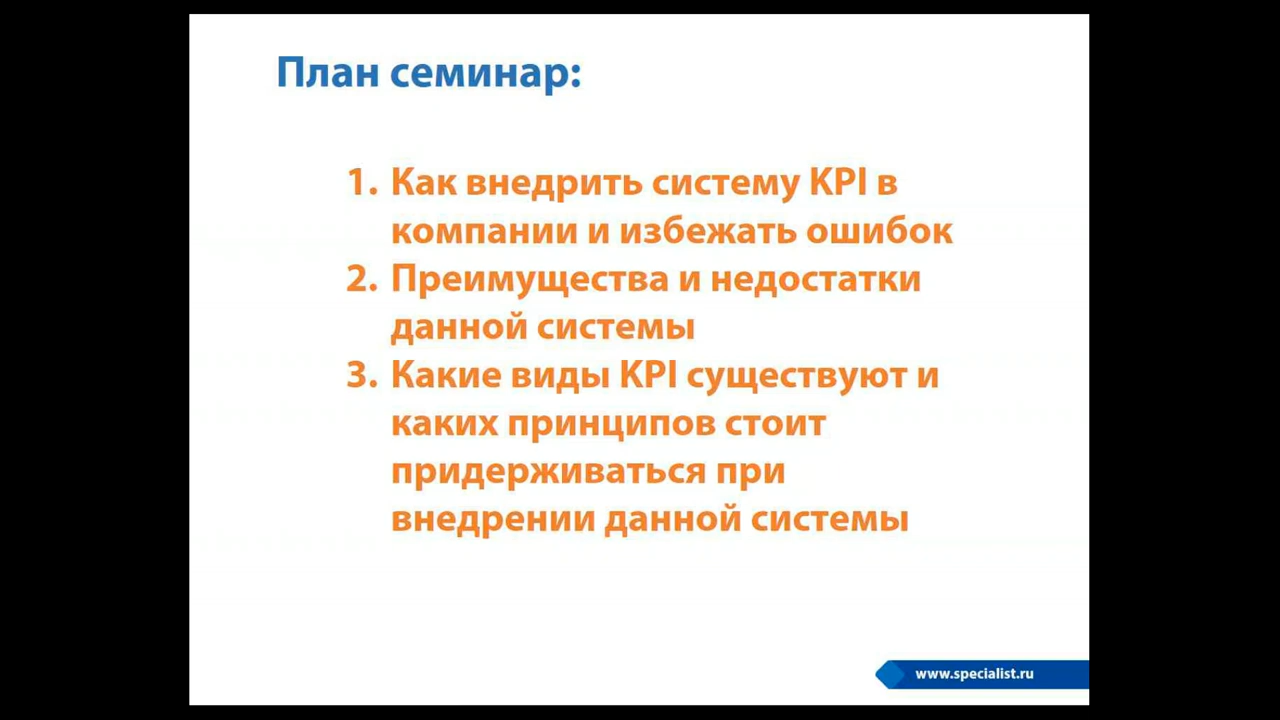 План семинар:
1. Как внедрить систему KPI в
компании и избежать ошибок
2. Преимущества и недостатки
данной системы
3. Какие виды KPI существуют и
каких принципов стоит
придерживаться при
внедрении данной системы
www.specialist.ru